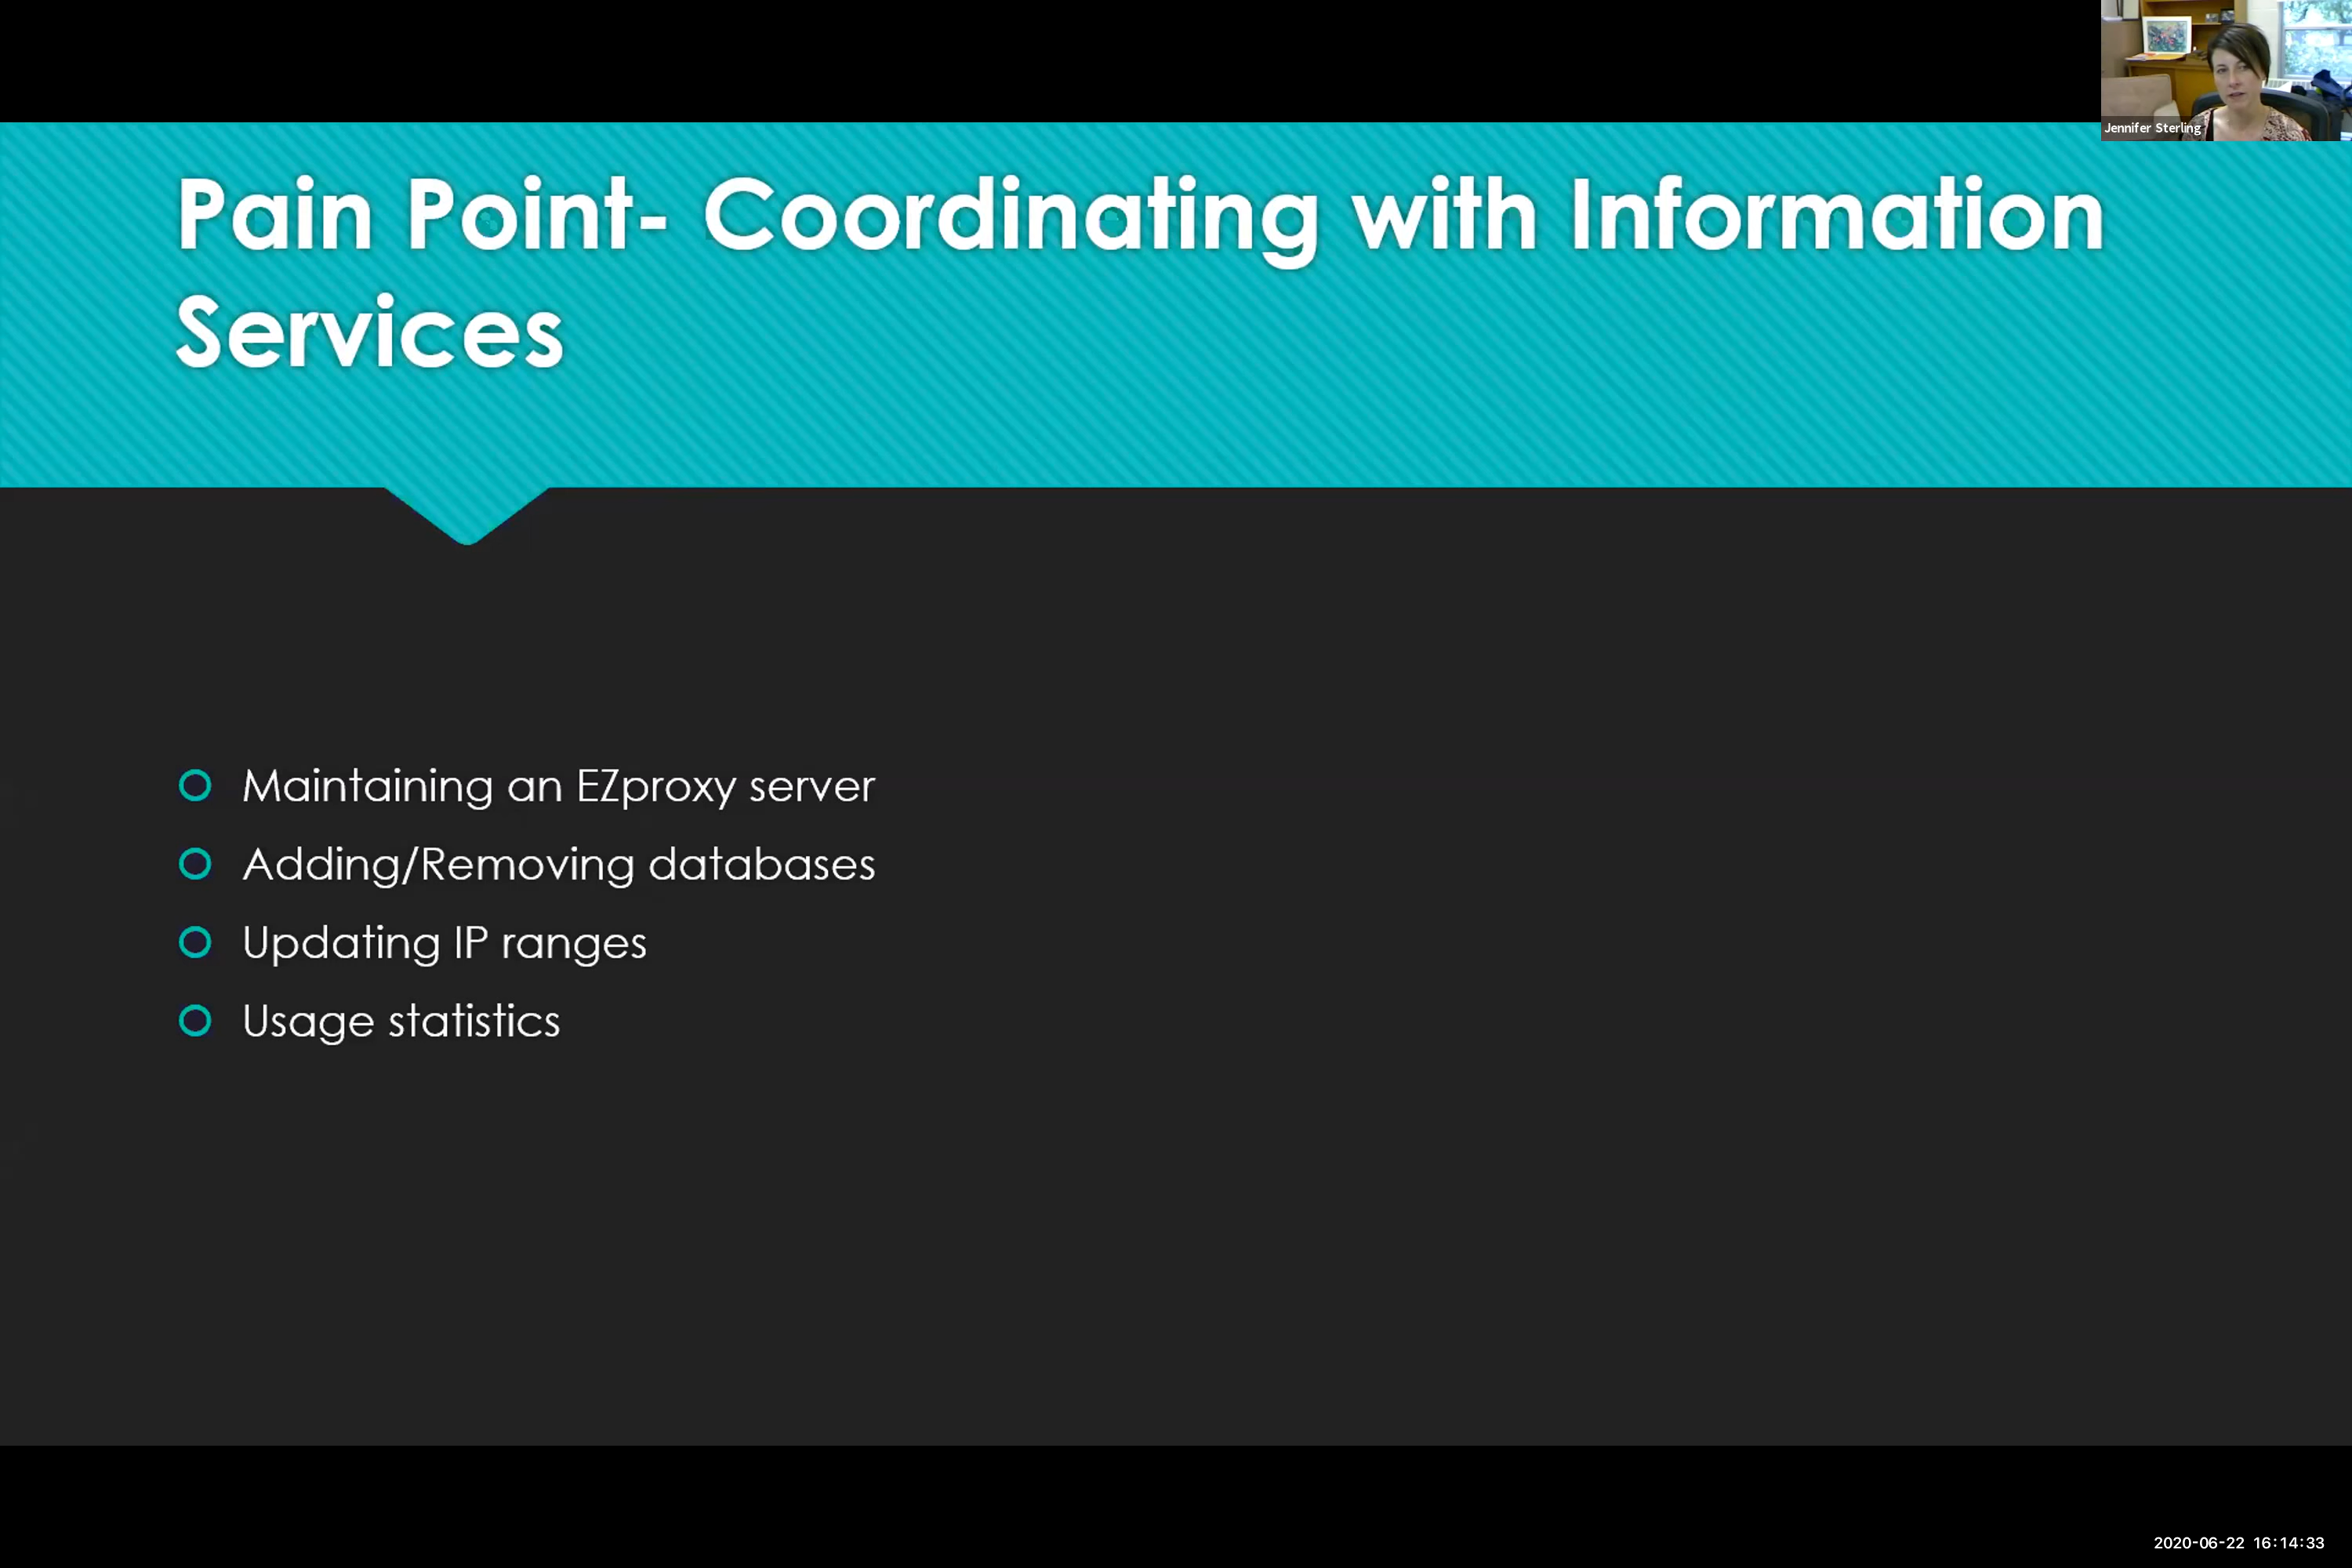 Jennifer Sterling
Pain Point- Coordinating with Information
Services
Maintaining an EZproxy server
Adding/Removing databases
Updating IP ranges
Usage statistics
2020-06-22 16:14:33